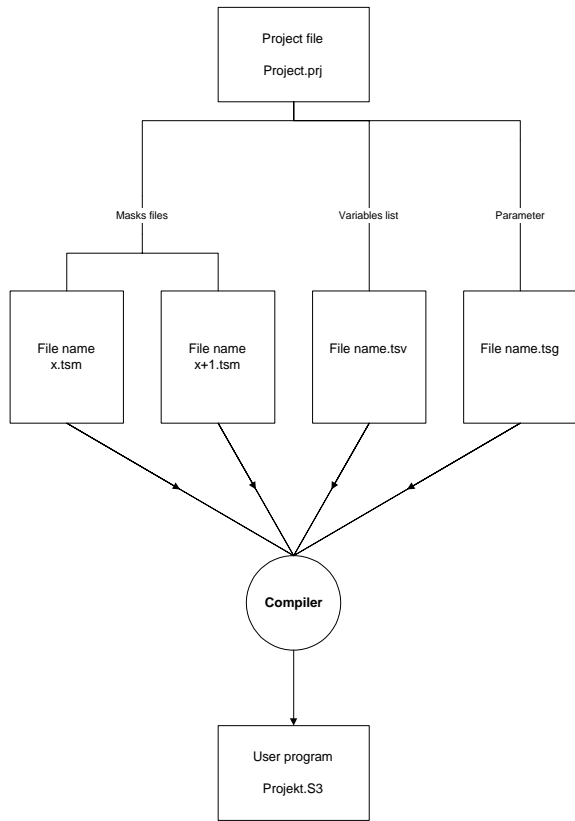 Project file
Project.prj
Masks files
Variables list
Parameter
File name
x.tsm
File name
x+1.tsm
File name.tsv
File name.tsg
Compiler
User program
Projekt.S3